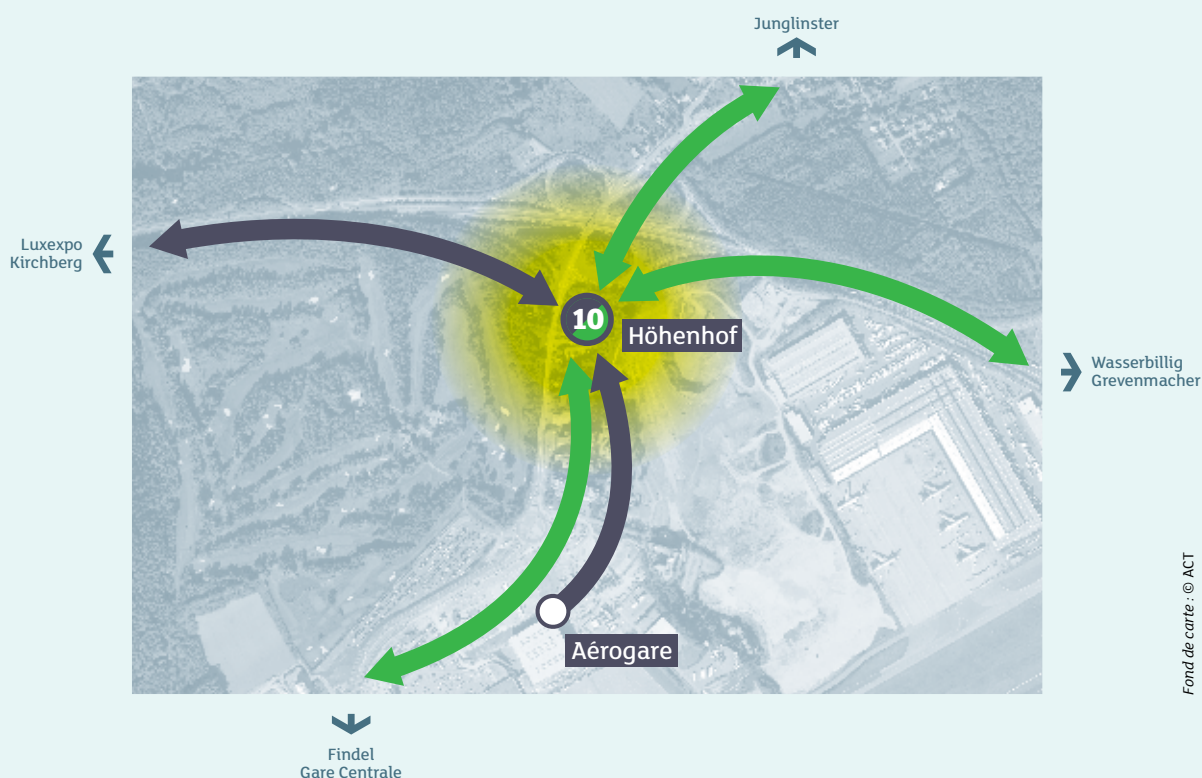 Junglinster
Luxexpo
Kirchberg
10
Höhenhof
Wasserbillig
Grevenmacher
Aérogare
Findel
Gare Centrale
Fond de carte : © ACT